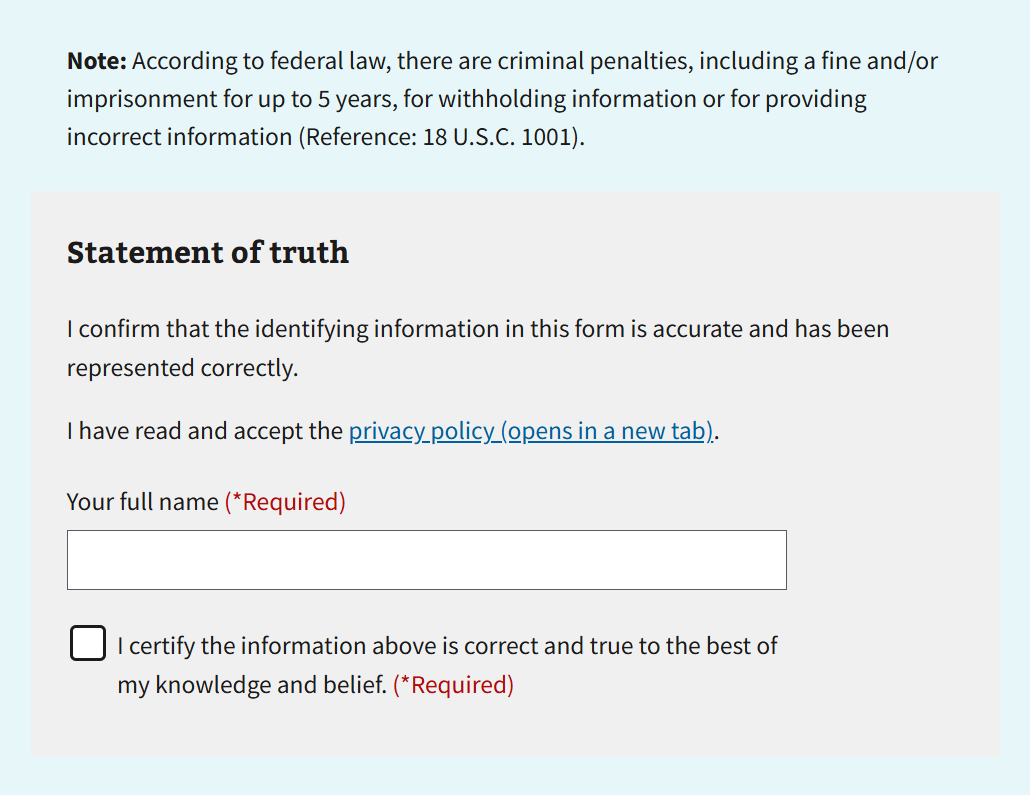 Note: According to federal law, there are criminal penalties, including a fine and/or
imprisonment for up to 5 years, for withholding information or for providing
incorrect information (Reference: 18 U.S.C. 1001).
Statement of truth
I confirm that the identifying information in this form is accurate and has been
represented correctly.
I have read and accept the privacy policy (opens in a new tab).
Your full name (*Required)
I certify the information above is correct and true to the best of
my knowledge and belief. (*Required)